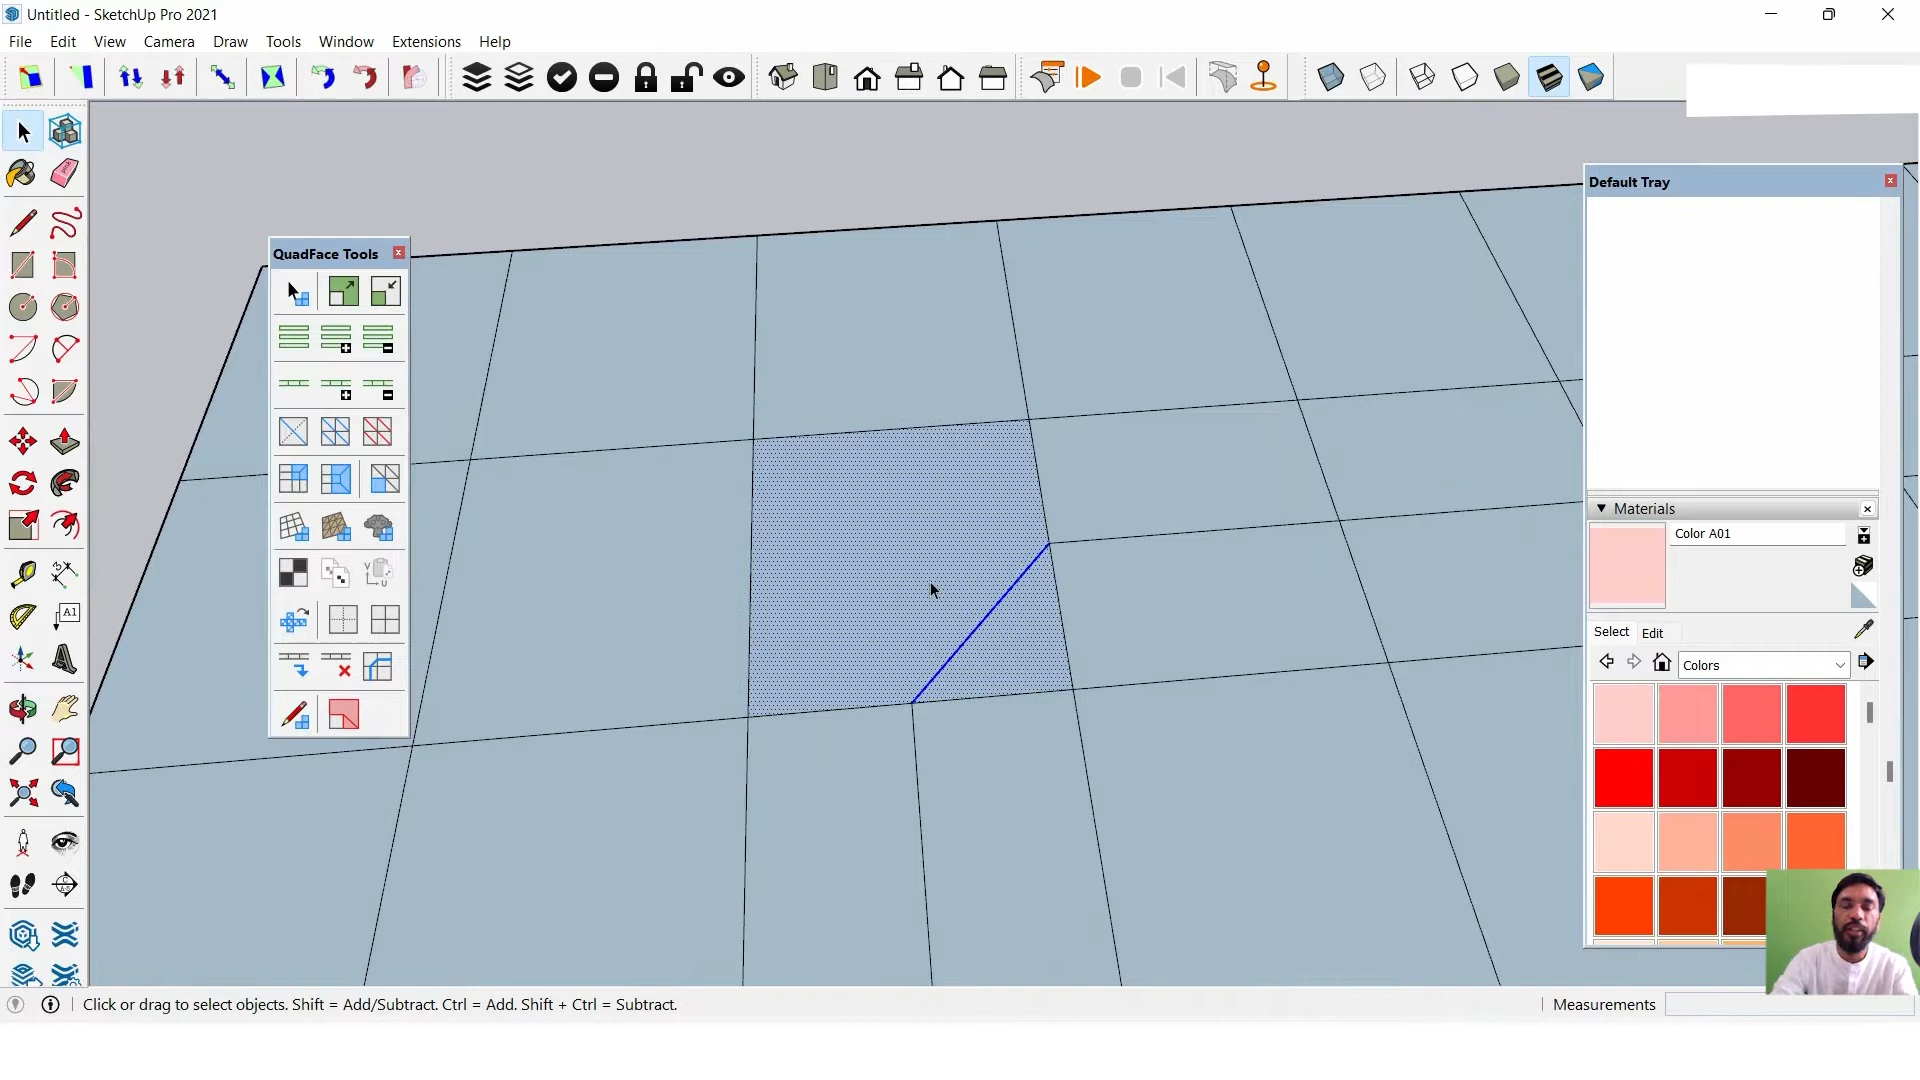 Untitled - SketchUp Pro 2021
File Edit View Camera Draw Tools Window Extensions Help
Default Tray
QuadFace Tools
Materials
Color A01
Select Edit
Colors
A1
Click or drag to select objects. Shift = Add/Subtract. Ctrl = Add. Shift + Ctrl = Subtract.
Measurements